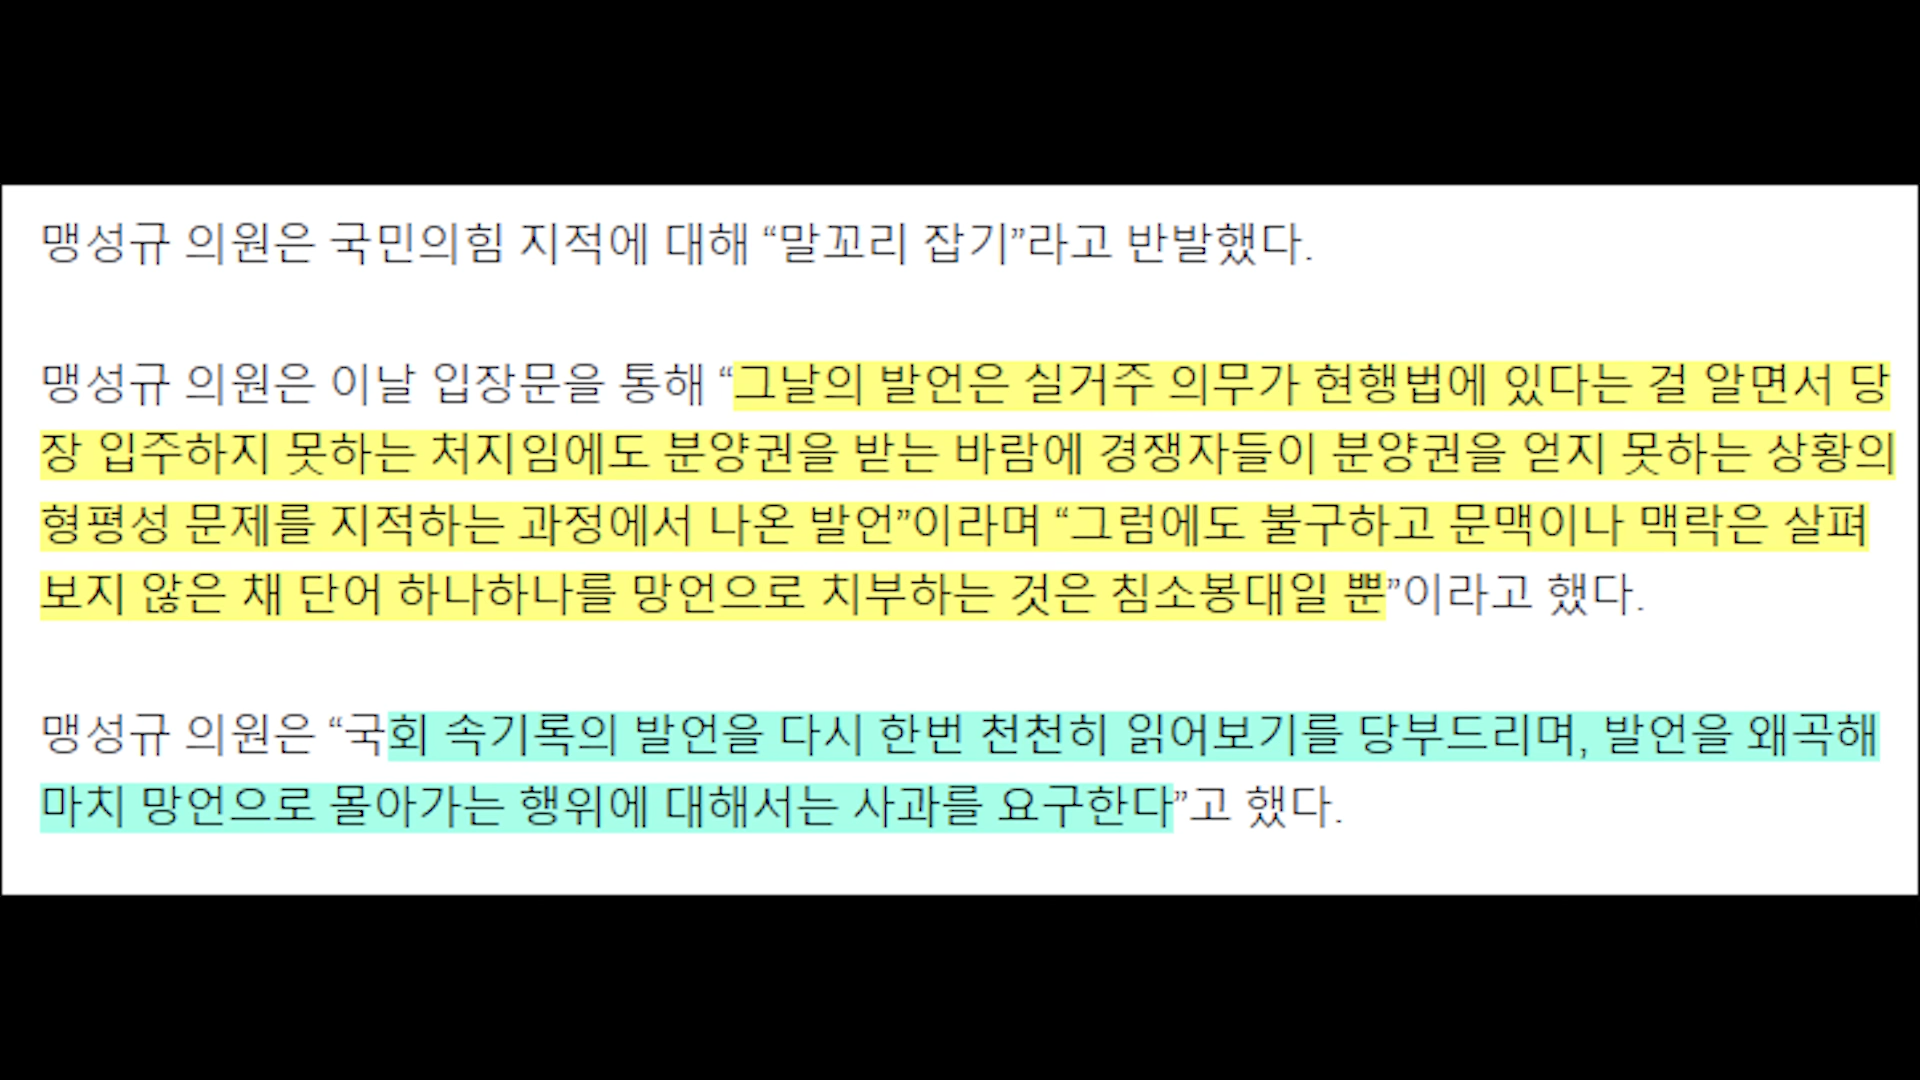 맹성규 의원은 국민의힘 지적에 대해 “말꼬리 잡기”라고 반발했다.
맹성규 의원은 이날 입장문을 통해 “그날의 발언은 실거주 의무가 현행법에 있다는 걸 알면서 당
장 입주하지 못하는 처지임에도 분양권을 받는 바람에 경쟁자들이 분양권을 얻지 못하는 상황의
형평성 문제를 지적하는 과정에서 나온 발언”이라며 “그럼에도 불구하고 문맥이나 맥락은 살펴
보지 않은 채 단어 하나하나를 망언으로 치부하는 것은 침소봉대일 뿐”이라고 했다.
맹성규 의원은 “국회 속기록의 발언을 다시 한번 천천히 읽어보기를 당부드리며, 발언을 왜곡해
마치 망언으로 몰아가는 행위에 대해서는 사과를 요구한다”고 했다.